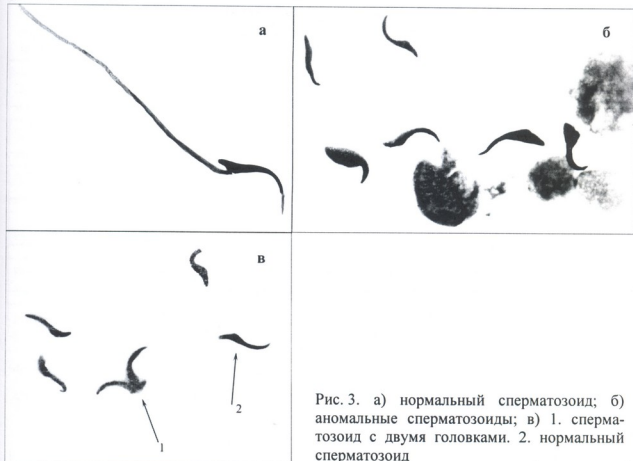 а
б
в
1
2
Рис. 3. а) нормальный сперматозоид; б)
аномальные сперматозоиды; в) 1. сперма-
тозоид с двумя головками. 2. нормальный
сперматозоид